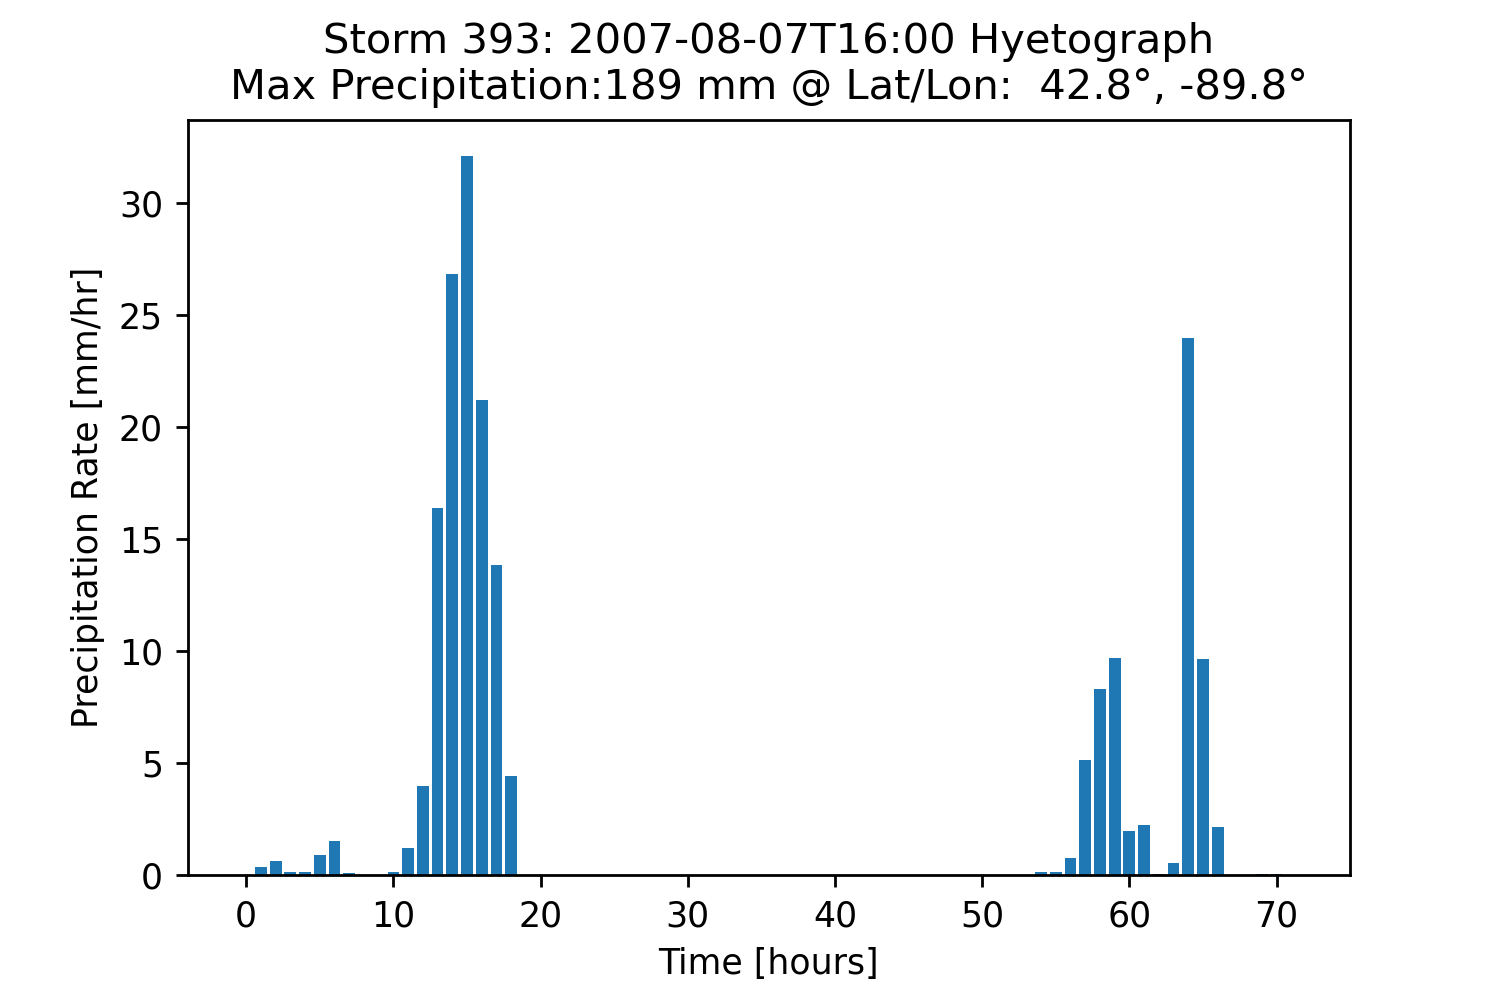 Storm 393: 2007-08-07T16:00 Hyetograph
Max Precipitation:189 mm @ Lat/Lon:  42.8°, -89.8°
Precipitation Rate [mm/hr]
30
25
20
15
10
5
0
0 10 20 30 40 50 60 70
Time [hours]